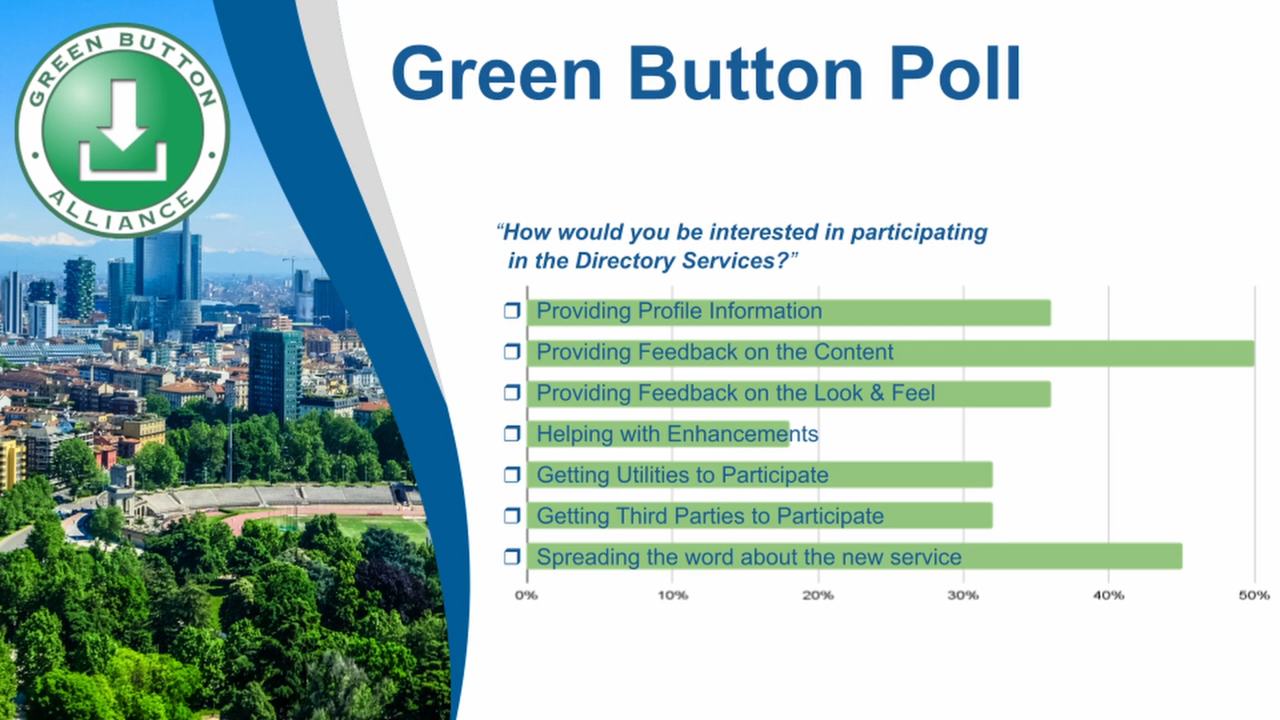 GREEN BUTTON
ALLIANCE
Green Button Poll
“How would you be interested in participating
in the Directory Services?”
❐ Providing Profile Information
❐ Providing Feedback on the Content
❐ Providing Feedback on the Look & Feel
❐ Helping with Enhancements
❐ Getting Utilities to Participate
❐ Getting Third Parties to Participate
❐ Spreading the word about the new service
0% 10% 20% 30% 40% 50%